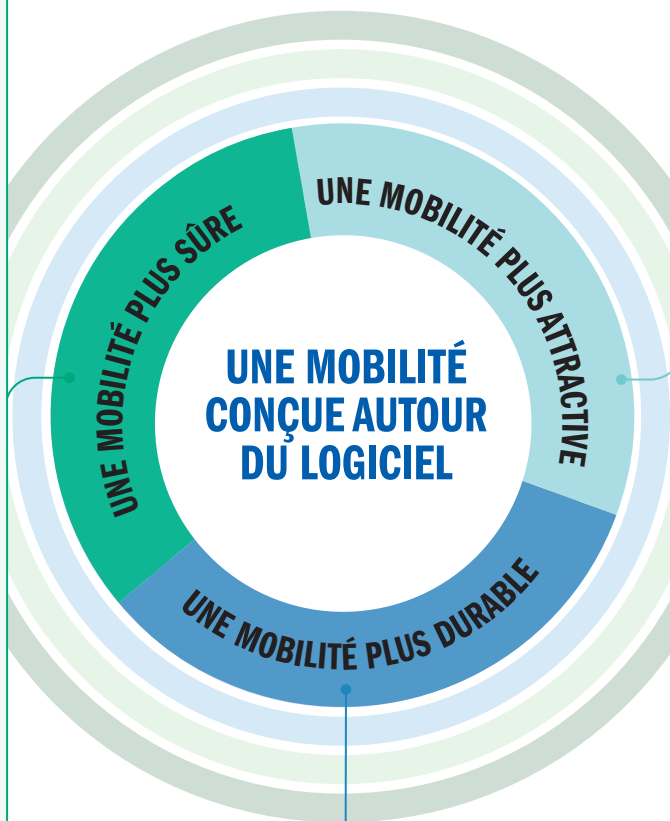 UNE MOBILITÉ PLUS SÛRE
UNE MOBILITÉ PLUS ATTRACTIVE
UNE MOBILITÉ
CONÇUE AUTOUR
DU LOGICIEL
UNE MOBILITÉ PLUS DURABLE